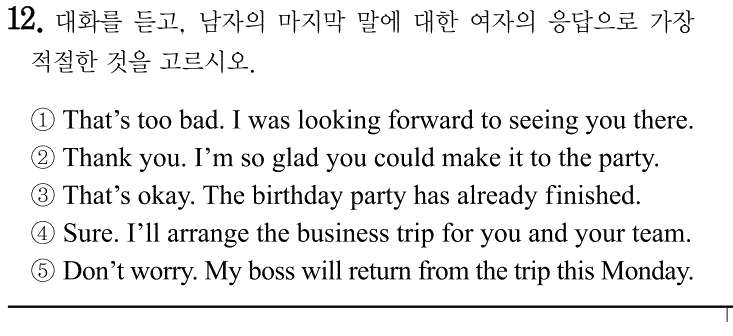 12. 대화를 듣고, 남자의 마지막 말에 대한 여자의 응답으로 가장
적절한 것을 고르시오.
① That's too bad. I was looking forward to seeing you there.
② Thank you. I'm so glad you could make it to the party.
③ That's okay. The birthday party has already finished.
④ Sure. I'll arrange the business trip for you and your team.
⑤ Don't worry. My boss will return from the trip this Monday.